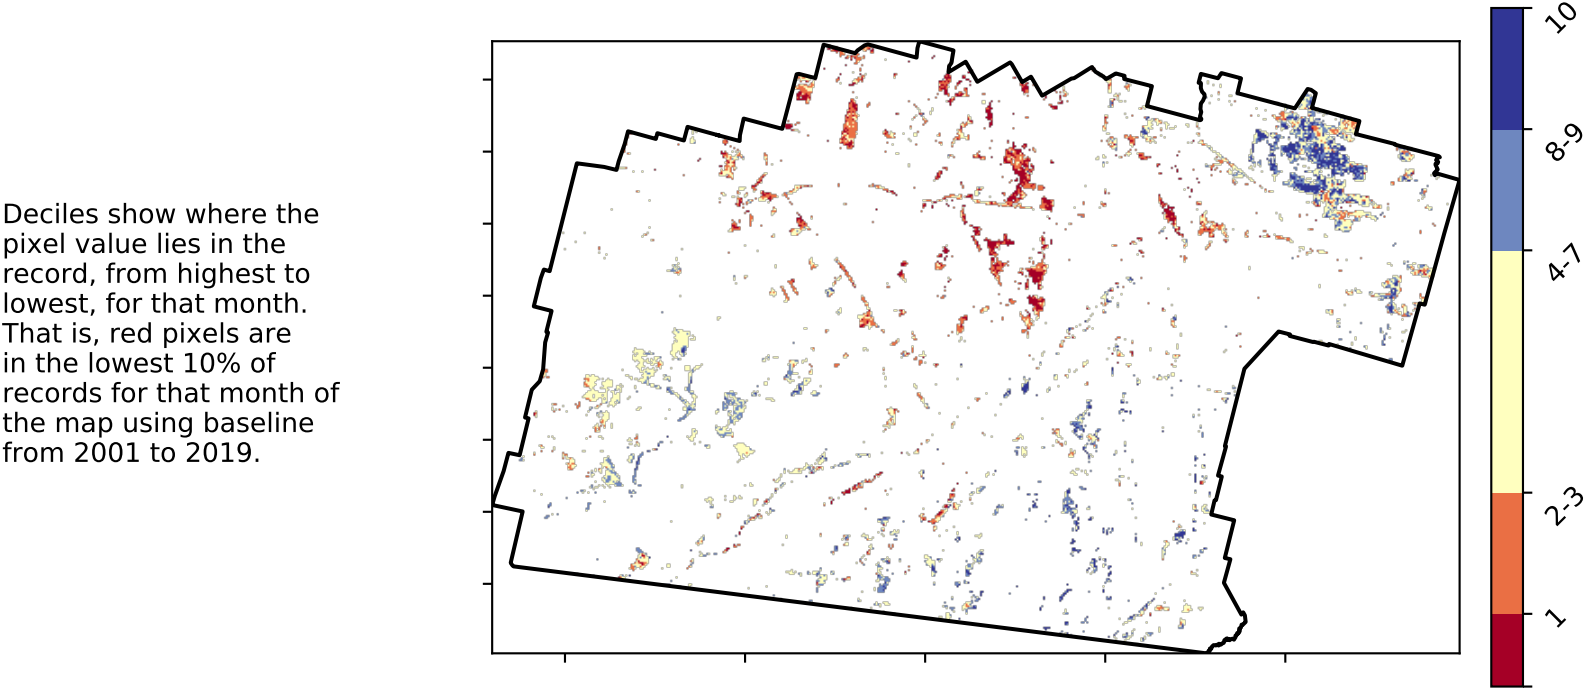 Deciles show where the
pixel value lies in the
record, from highest to
lowest, for that month.
That is, red pixels are
in the lowest 10% of
records for that month of
the map using baseline
from 2001 to 2019.
10
8-9
4-7
2-3
1